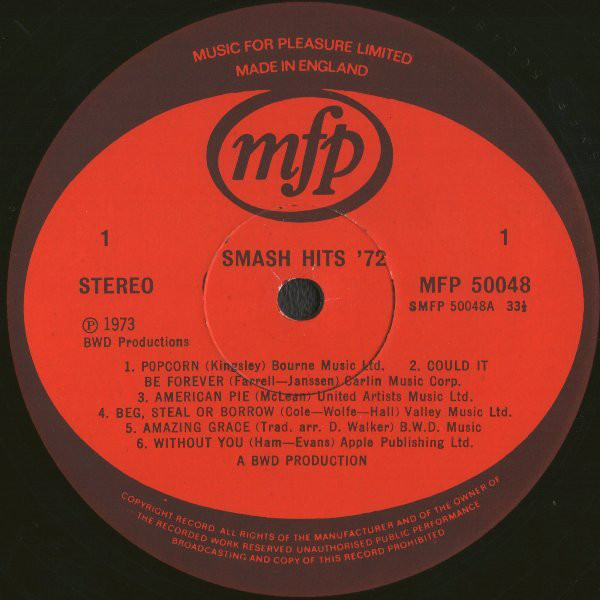 MUSIC FOR PLEASURE LIMITED
MADE IN ENGLAND
mfp
1
1
SMASH HITS '72
STEREO
MFP 50048
SMFP 50048A 33⅓
Ⓟ 1973
BWD Productions
1. POPCORN (Kingsley) Bourne Music Ltd. 2. COULD IT
BE FOREVER (Farrell—Janssen) Carlin Music Corp.
3. AMERICAN PIE (McLean) United Artists Music Ltd.
4. BEG, STEAL OR BORROW (Cole—Wolfe—Hall) Valley Music Ltd.
5. AMAZING GRACE (Trad. arr. D. Walker) B.W.D. Music
6. WITHOUT YOU (Ham—Evans) Apple Publishing Ltd.
A BWD PRODUCTION
COPYRIGHT RECORD. ALL RIGHTS OF THE MANUFACTURER AND OF THE OWNER OF
THE RECORDED WORK RESERVED. UNAUTHORISED PUBLIC PERFORMANCE
BROADCASTING AND COPY OF THIS RECORD PROHIBITED